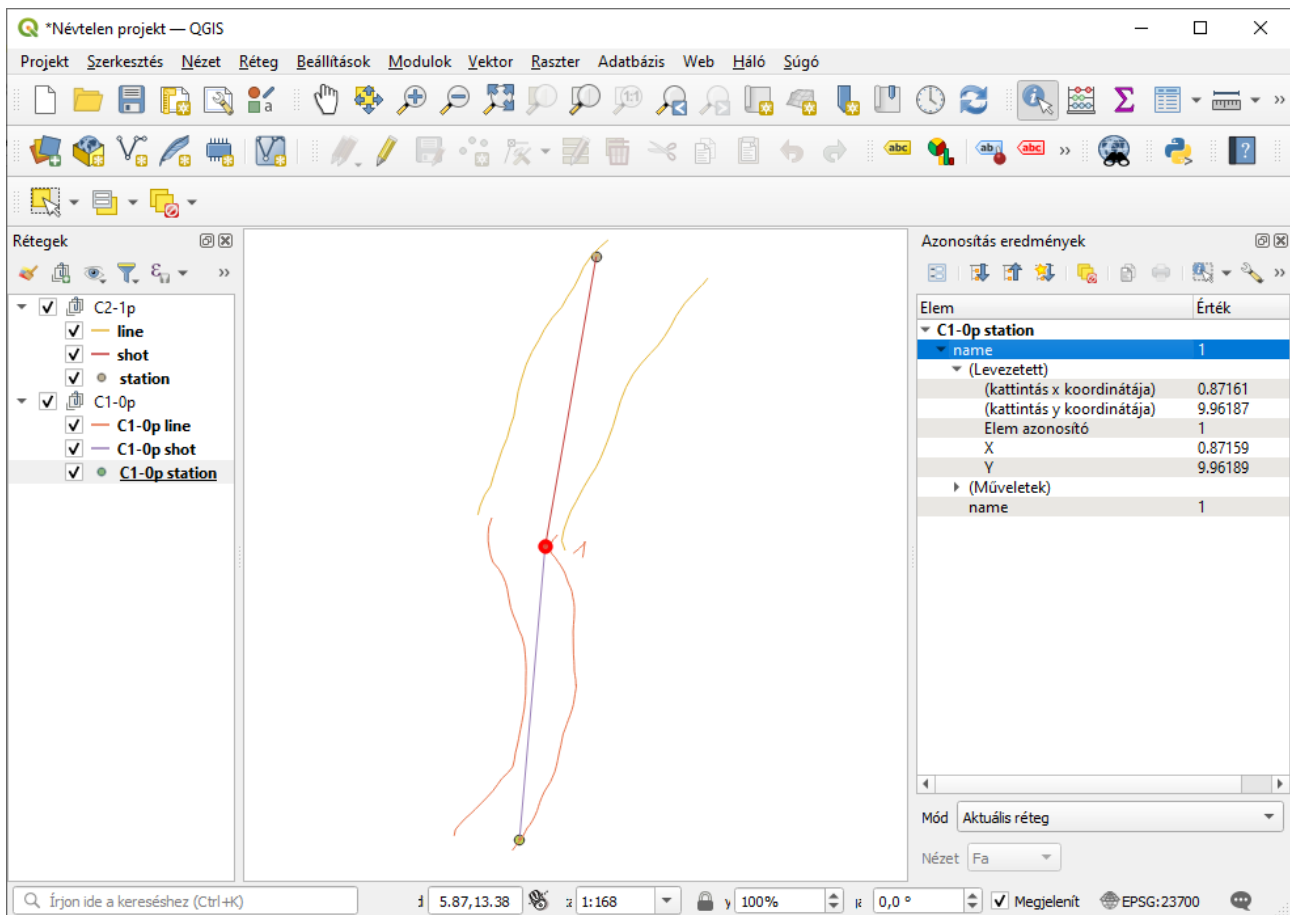 *Névtelen projekt — QGIS
Projekt Szerkesztés Nézet Réteg Beállítások Modulok Vektor Raszter Adatbázis Web Háló Súgó
Rétegek
C2-1p
line
shot
station
C1-0p
C1-0p line
C1-0p shot
C1-0p station
1
Azonosítás eredmények
Elem Érték
C1-0p station
name 1
(Levezetett)
(kattintás x koordinátája) 0.87161
(kattintás y koordinátája) 9.96187
Elem azonosító 1
X 0.87159
Y 9.96189
(Műveletek)
name 1
Mód Aktuális réteg
Nézet Fa
Írjon ide a kereséshez (Ctrl+K) 5.87,13.38 1:168 100% 0,0 ° Megjelenít EPSG:23700